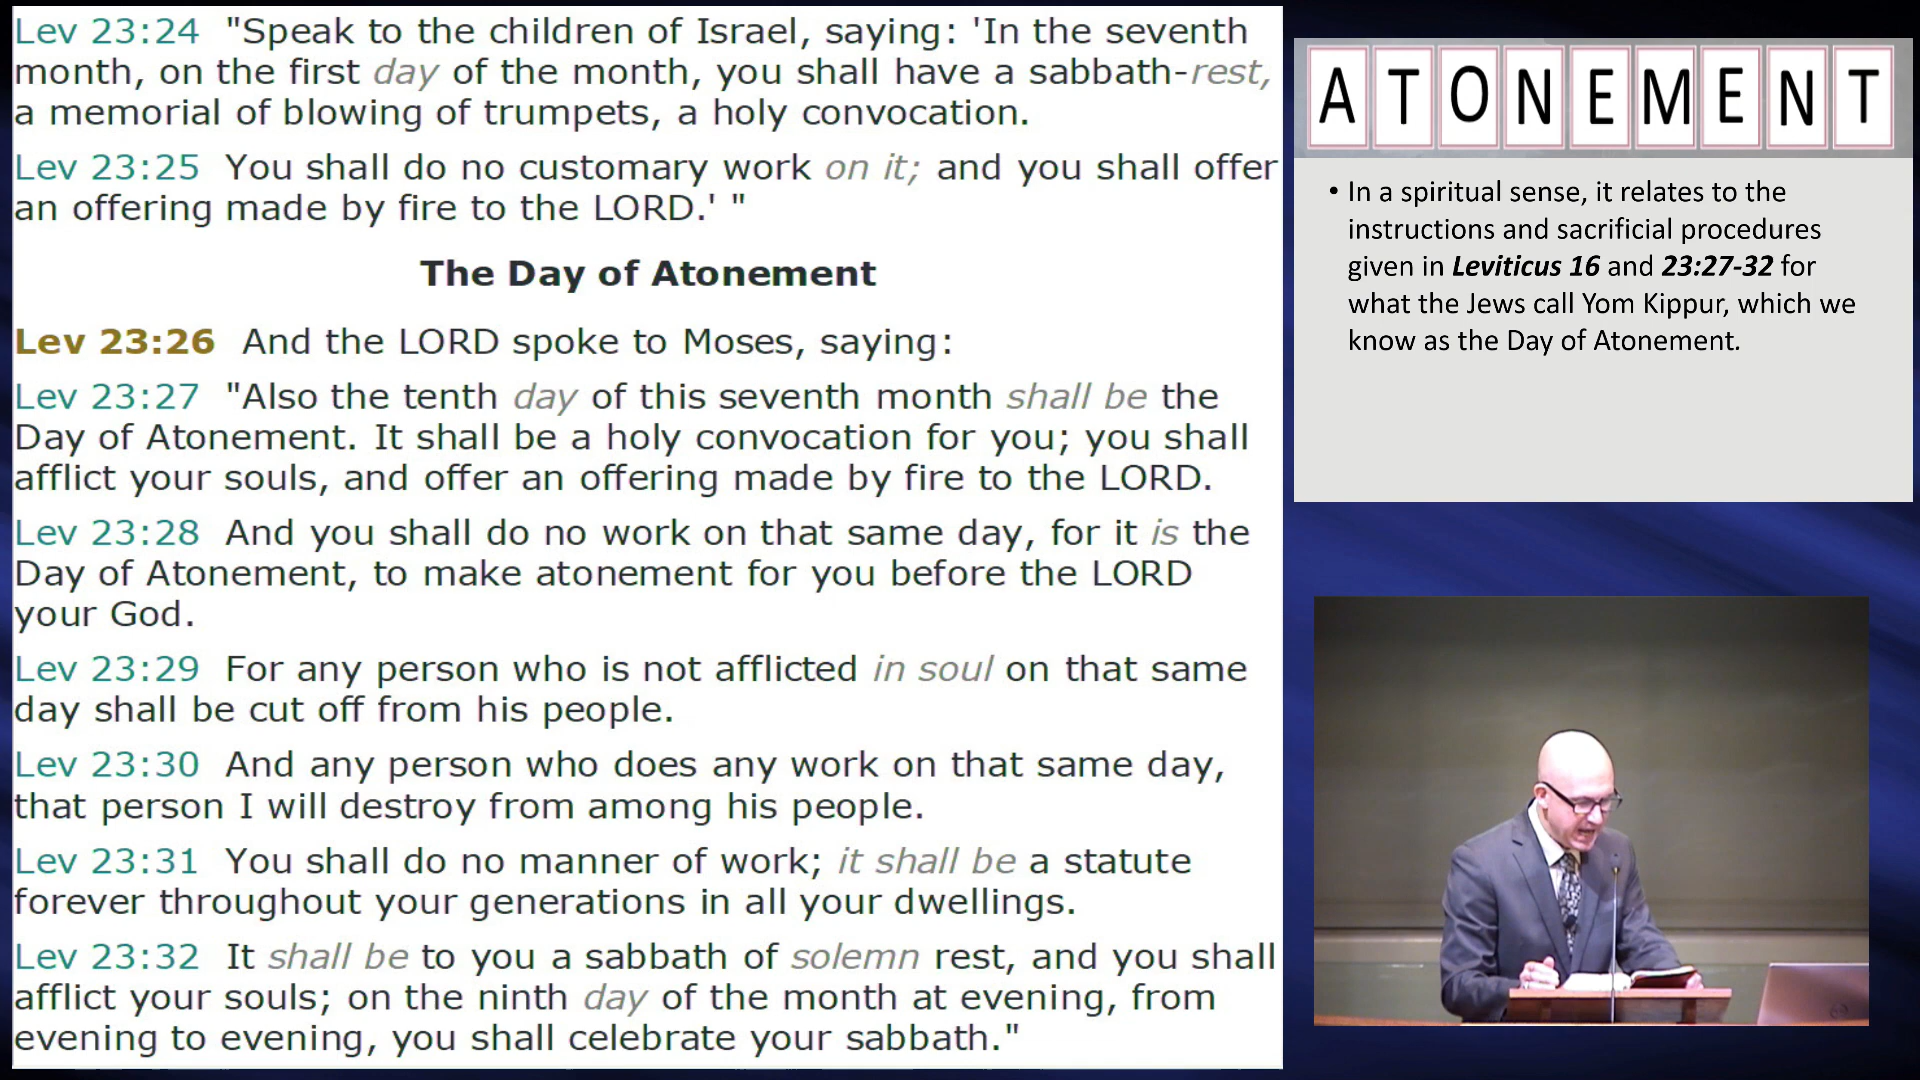 Lev 23:24 "Speak to the children of Israel, saying: 'In the seventh
month, on the first day of the month, you shall have a sabbath-rest,
a memorial of blowing of trumpets, a holy convocation.
Lev 23:25 You shall do no customary work on it; and you shall offer
an offering made by fire to the LORD.' "
The Day of Atonement
Lev 23:26 And the LORD spoke to Moses, saying:
Lev 23:27 "Also the tenth day of this seventh month shall be the
Day of Atonement. It shall be a holy convocation for you; you shall
afflict your souls, and offer an offering made by fire to the LORD.
Lev 23:28 And you shall do no work on that same day, for it is the
Day of Atonement, to make atonement for you before the LORD
your God.
Lev 23:29 For any person who is not afflicted in soul on that same
day shall be cut off from his people.
Lev 23:30 And any person who does any work on that same day,
that person I will destroy from among his people.
Lev 23:31 You shall do no manner of work; it shall be a statute
forever throughout your generations in all your dwellings.
Lev 23:32 It shall be to you a sabbath of solemn rest, and you shall
afflict your souls; on the ninth day of the month at evening, from
evening to evening, you shall celebrate your sabbath."
ATONEMENT
• In a spiritual sense, it relates to the
instructions and sacrificial procedures
given in Leviticus 16 and 23:27-32 for
what the Jews call Yom Kippur, which we
know as the Day of Atonement.